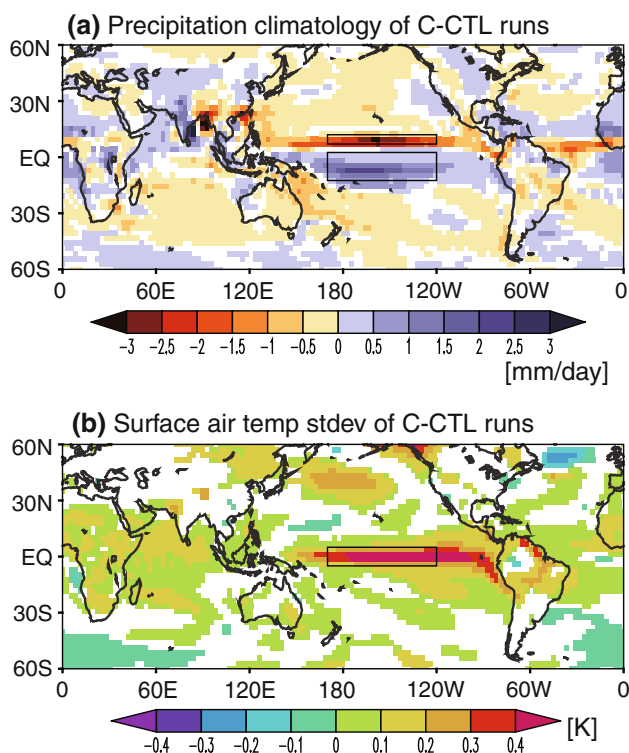 (a) Precipitation climatology of C-CTL runs
60N
30N
EQ
30S
60S
0 60E 120E 180 120W 60W 0
-3 -2.5 -2 -1.5 -1 -0.5 0 0.5 1 1.5 2 2.5 3
[mm/day]
(b) Surface air temp stdev of C-CTL runs
60N
30N
EQ
30S
60S
0 60E 120E 180 120W 60W 0
-0.4 -0.3 -0.2 -0.1 0 0.1 0.2 0.3 0.4
[K]